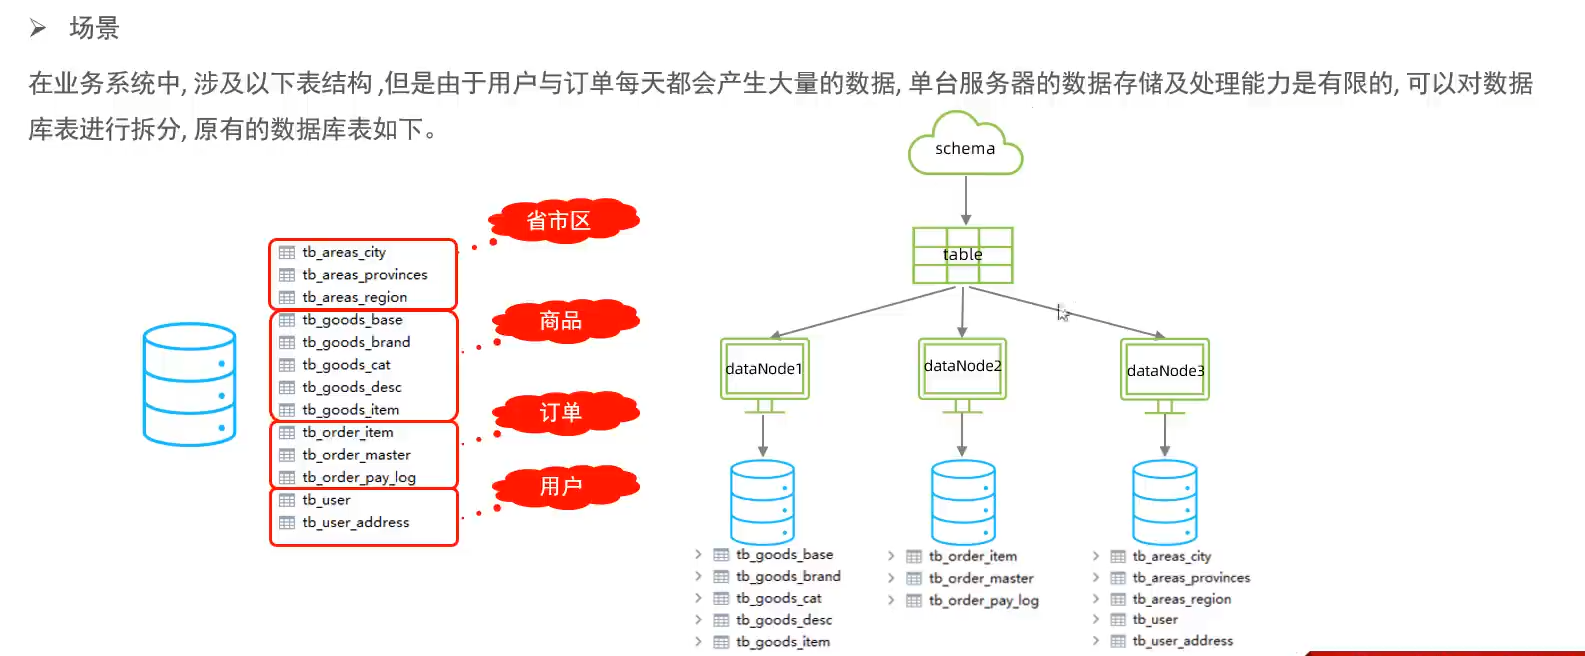 场景
在业务系统中, 涉及以下表结构 ,但是由于用户与订单每天都会产生大量的数据, 单台服务器的数据存储及处理能力是有限的, 可以对数据
库表进行拆分, 原有的数据库表如下。
省市区
tb_areas_city
tb_areas_provinces
tb_areas_region
商品
tb_goods_base
tb_goods_brand
tb_goods_cat
tb_goods_desc
tb_goods_item
订单
tb_order_item
tb_order_master
tb_order_pay_log
用户
tb_user
tb_user_address
schema
table
dataNode1
dataNode2
dataNode3
tb_goods_base
tb_goods_brand
tb_goods_cat
tb_goods_desc
tb_goods_item
tb_order_item
tb_order_master
tb_order_pay_log
tb_areas_city
tb_areas_provinces
tb_areas_region
tb_user
tb_user_address